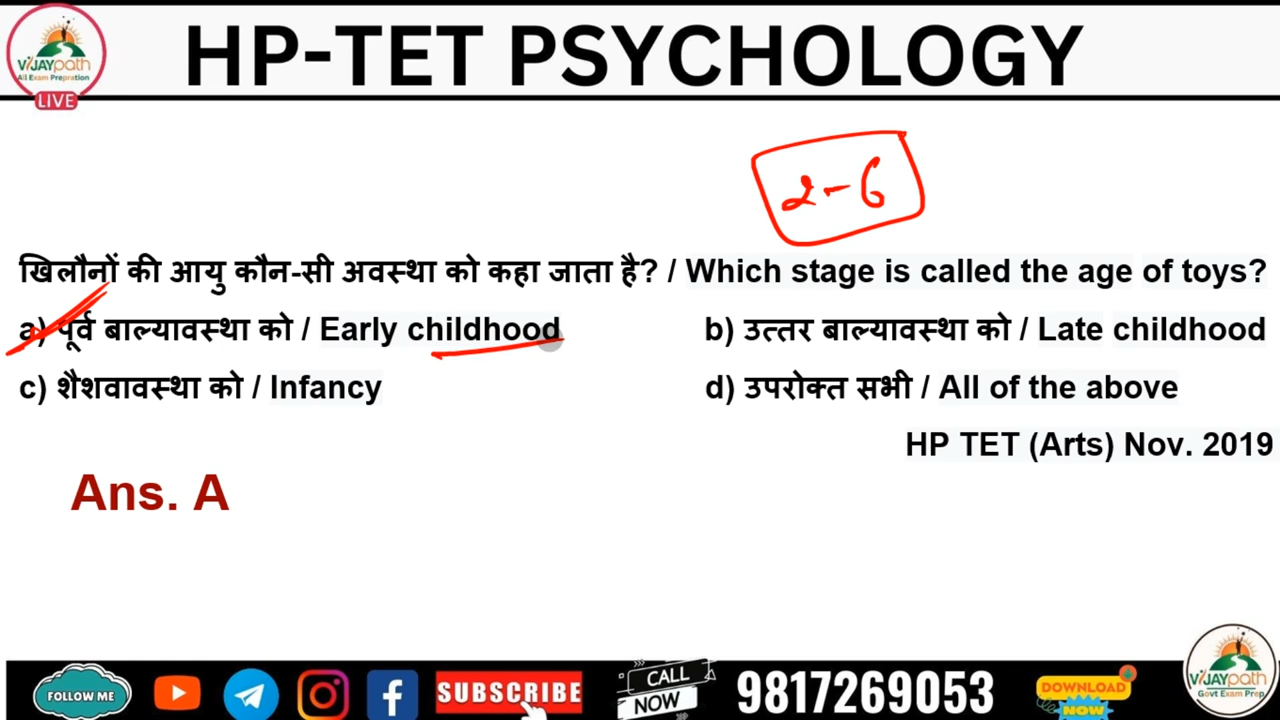 VIJAYpath
All Exam Prepration
LIVE
HP-TET PSYCHOLOGY
2-6
खिलौनों की आयु कौन-सी अवस्था को कहा जाता है? / Which stage is called the age of toys?
a) पूर्व बाल्यावस्था को / Early childhood
b) उत्तर बाल्यावस्था को / Late childhood
c) शैशवावस्था को / Infancy
d) उपरोक्त सभी / All of the above
HP TET (Arts) Nov. 2019
Ans. A
FOLLOW ME
SUBSCRIBE
CALL
NOW
9817269053
DOWNLOAD
NOW
VIJAYpath
Govt Exam Prep